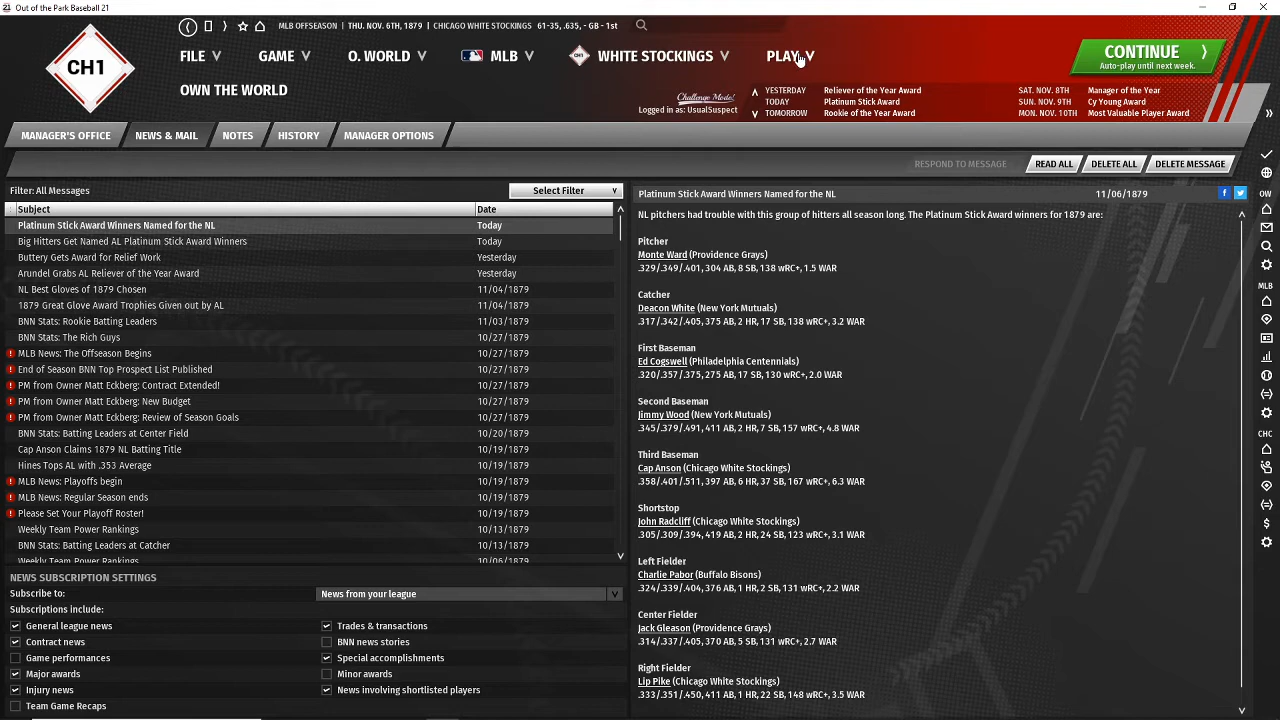 Out of the Park Baseball 21
MLB OFFSEASON | THU. NOV. 6TH, 1879 | CHICAGO WHITE STOCKINGS 61-35, .635, - GB - 1st
CH1
FILE GAME O. WORLD MLB WHITE STOCKINGS PLAY
OWN THE WORLD
CONTINUE
Auto-play until next week.
Challenge Mode!
Logged in as: UsualSuspect
YESTERDAY Reliever of the Year Award SAT. NOV. 8TH Manager of the Year
TODAY Platinum Stick Award SUN. NOV. 9TH Cy Young Award
TOMORROW Rookie of the Year Award MON. NOV. 10TH Most Valuable Player Award
MANAGER'S OFFICE NEWS & MAIL NOTES HISTORY MANAGER OPTIONS
RESPOND TO MESSAGE READ ALL DELETE ALL DELETE MESSAGE
Filter: All Messages Select Filter
Subject Date
Platinum Stick Award Winners Named for the NL Today
Big Hitters Get Named AL Platinum Stick Award Winners Today
Buttery Gets Award for Relief Work Yesterday
Arundel Grabs AL Reliever of the Year Award Yesterday
NL Best Gloves of 1879 Chosen 11/04/1879
1879 Great Glove Award Trophies Given out by AL 11/04/1879
BNN Stats: Rookie Batting Leaders 11/03/1879
BNN Stats: The Rich Guys 10/27/1879
MLB News: The Offseason Begins 10/27/1879
End of Season BNN Top Prospect List Published 10/27/1879
PM from Owner Matt Eckberg: Contract Extended! 10/27/1879
PM from Owner Matt Eckberg: New Budget 10/27/1879
PM from Owner Matt Eckberg: Review of Season Goals 10/27/1879
BNN Stats: Batting Leaders at Center Field 10/20/1879
Cap Anson Claims 1879 NL Batting Title 10/19/1879
Hines Tops AL with .353 Average 10/19/1879
MLB News: Playoffs begin 10/19/1879
MLB News: Regular Season ends 10/19/1879
Please Set Your Playoff Roster! 10/19/1879
Weekly Team Power Rankings 10/13/1879
BNN Stats: Batting Leaders at Catcher 10/13/1879
Weekly Team Power Rankings 10/06/1879
NEWS SUBSCRIPTION SETTINGS
Subscribe to: News from your league
Subscriptions include:
General league news Trades & transactions
Contract news BNN news stories
Game performances Special accomplishments
Major awards Minor awards
Injury news News involving shortlisted players
Team Game Recaps
Platinum Stick Award Winners Named for the NL 11/06/1879
NL pitchers had trouble with this group of hitters all season long. The Platinum Stick Award winners for 1879 are:
Pitcher
Monte Ward (Providence Grays)
.329/.349/.401, 304 AB, 8 SB, 138 wRC+, 1.5 WAR
Catcher
Deacon White (New York Mutuals)
.317/.342/.405, 375 AB, 2 HR, 17 SB, 138 wRC+, 3.2 WAR
First Baseman
Ed Cogswell (Philadelphia Centennials)
.320/.357/.375, 275 AB, 17 SB, 130 wRC+, 2.0 WAR
Second Baseman
Jimmy Wood (New York Mutuals)
.345/.379/.491, 411 AB, 2 HR, 7 SB, 157 wRC+, 4.8 WAR
Third Baseman
Cap Anson (Chicago White Stockings)
.358/.401/.511, 397 AB, 6 HR, 37 SB, 167 wRC+, 6.3 WAR
Shortstop
John Radcliff (Chicago White Stockings)
.305/.309/.394, 419 AB, 2 HR, 24 SB, 123 wRC+, 3.1 WAR
Left Fielder
Charlie Pabor (Buffalo Bisons)
.324/.339/.404, 376 AB, 1 HR, 2 SB, 131 wRC+, 2.2 WAR
Center Fielder
Jack Gleason (Providence Grays)
.314/.337/.405, 370 AB, 5 SB, 131 wRC+, 2.7 WAR
Right Fielder
Lip Pike (Chicago White Stockings)
.333/.351/.450, 411 AB, 1 HR, 22 SB, 148 wRC+, 3.5 WAR
OW
MLB
CHC